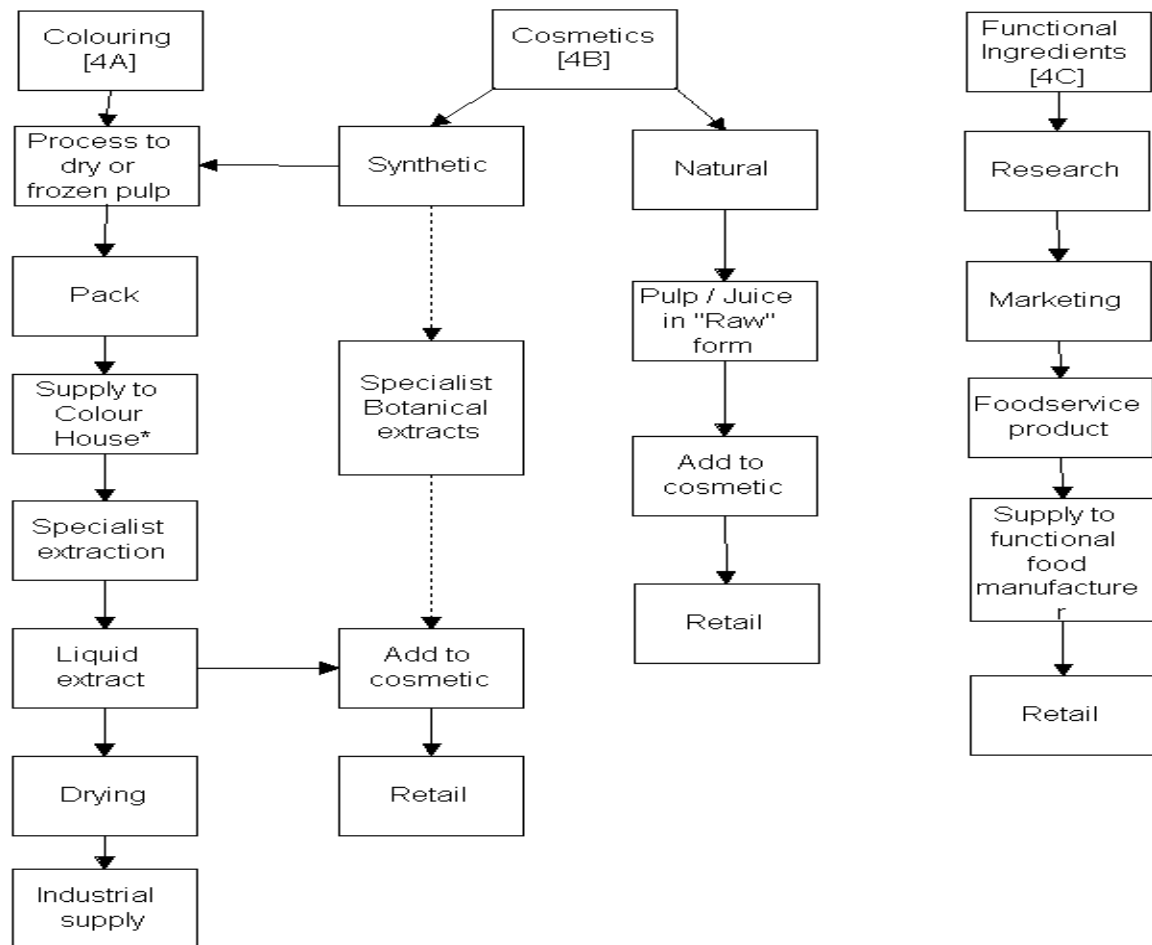 Colouring
[4A]
Process to
dry or
frozen pulp
Pack
Supply to
Colour
House*
Specialist
extraction
Liquid
extract
Drying
Industrial
supply
Cosmetics
[4B]
Synthetic
Specialist
Botanical
extracts
Add to
cosmetic
Retail
Natural
Pulp / Juice
in "Raw"
form
Add to
cosmetic
Retail
Functional
Ingredients
[4C]
Research
Marketing
Foodservice
product
Supply to
functional
food
manufacture
r
Retail